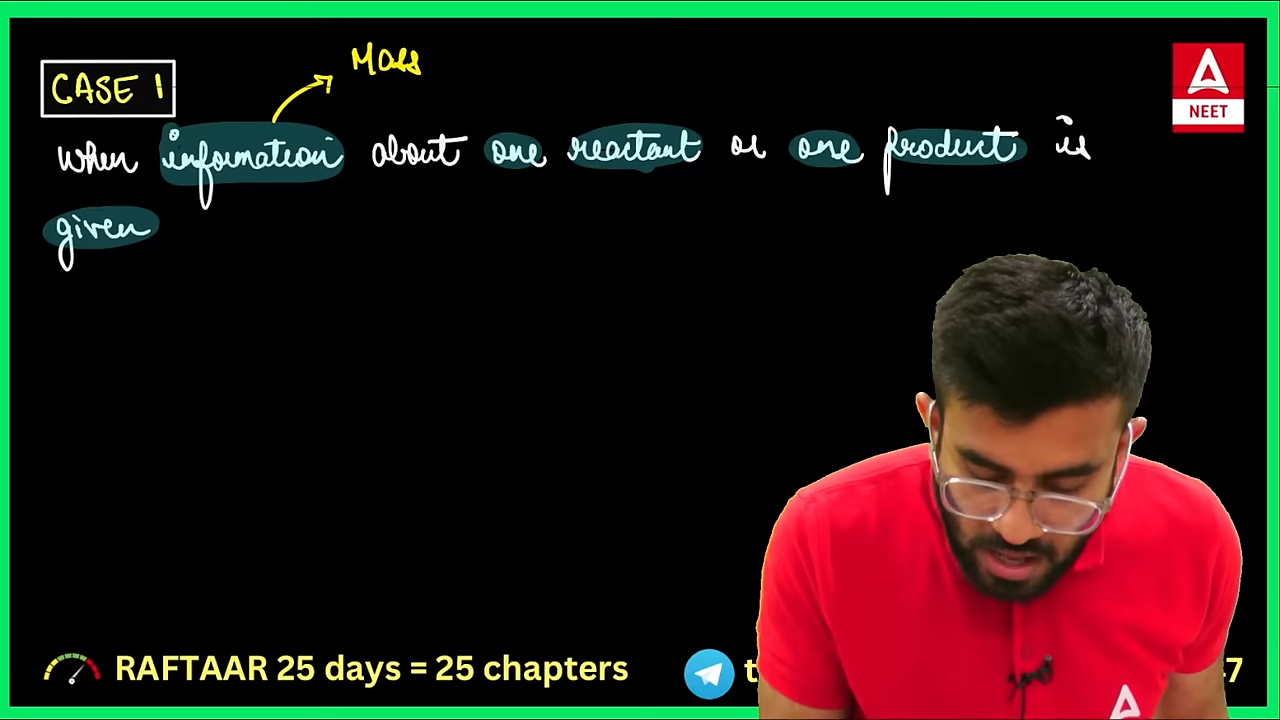 Mass
CASE 1
When information about one reactant or one product is
given
NEET
RAFTAAR 25 days = 25 chapters